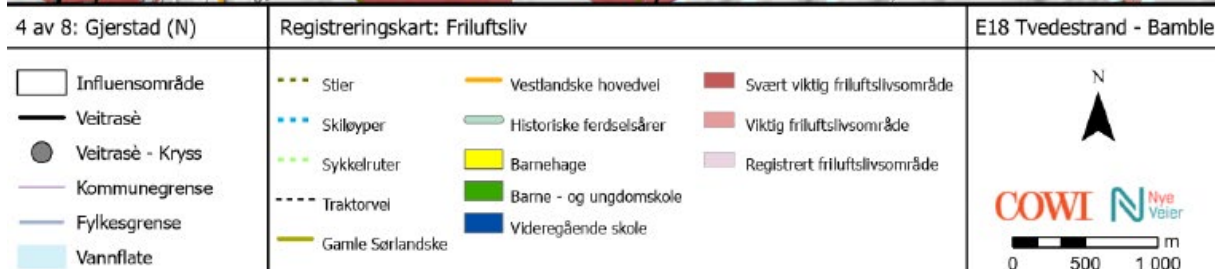 4 av 8: Gjerstad (N)
Registreringskart: Friluftsliv
E18 Tvedestrand - Bamble
Influensområde
Veitrasè
Veitrasè - Kryss
Kommunegrense
Fylkesgrense
Vannflate
Stier
Skiløyper
Sykkelruter
Traktorvei
Gamle Sørlandske
Vestlandske hovedvei
Historiske ferdselsårer
Barnehage
Barne - og ungdomskole
Videregående skole
Svært viktig friluftslivsområde
Viktig friluftslivsområde
Registrert friluftslivsområde
N
COWI
N Nye
Veier
m
0 500 1 000